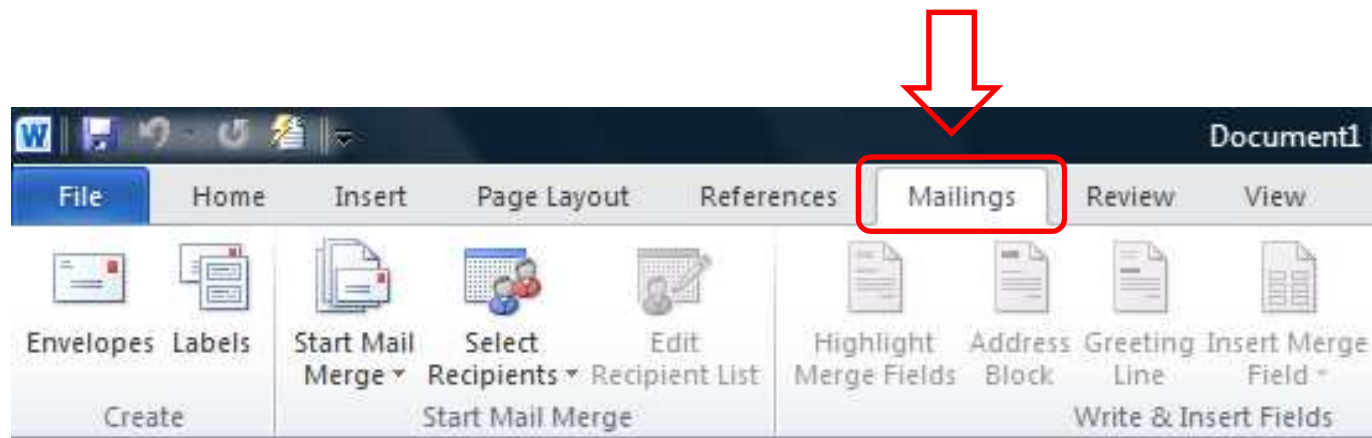 W Document1
File Home Insert Page Layout References Mailings Review View
Envelopes Labels Start Mail Select Edit Highlight Address Greeting Insert Merge
Merge Recipients Recipient List Merge Fields Block Line Field
Create Start Mail Merge Write & Insert Fields